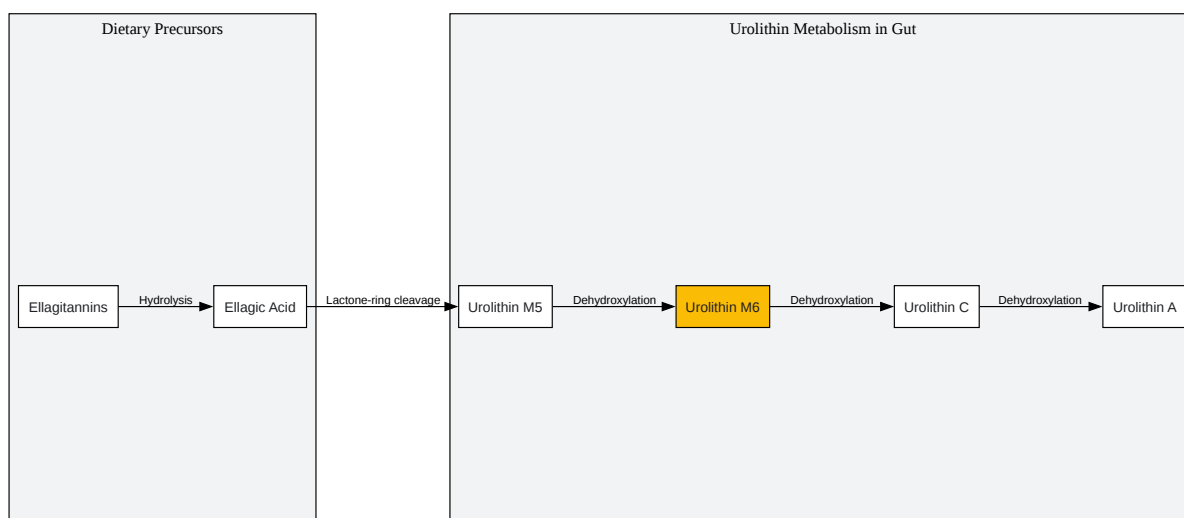 Dietary Precursors
Urolithin Metabolism in Gut
Ellagitannins
Hydrolysis
Ellagic Acid
Lactone-ring cleavage
Urolithin M5
Dehydroxylation
Urolithin M6
Dehydroxylation
Urolithin C
Dehydroxylation
Urolithin A